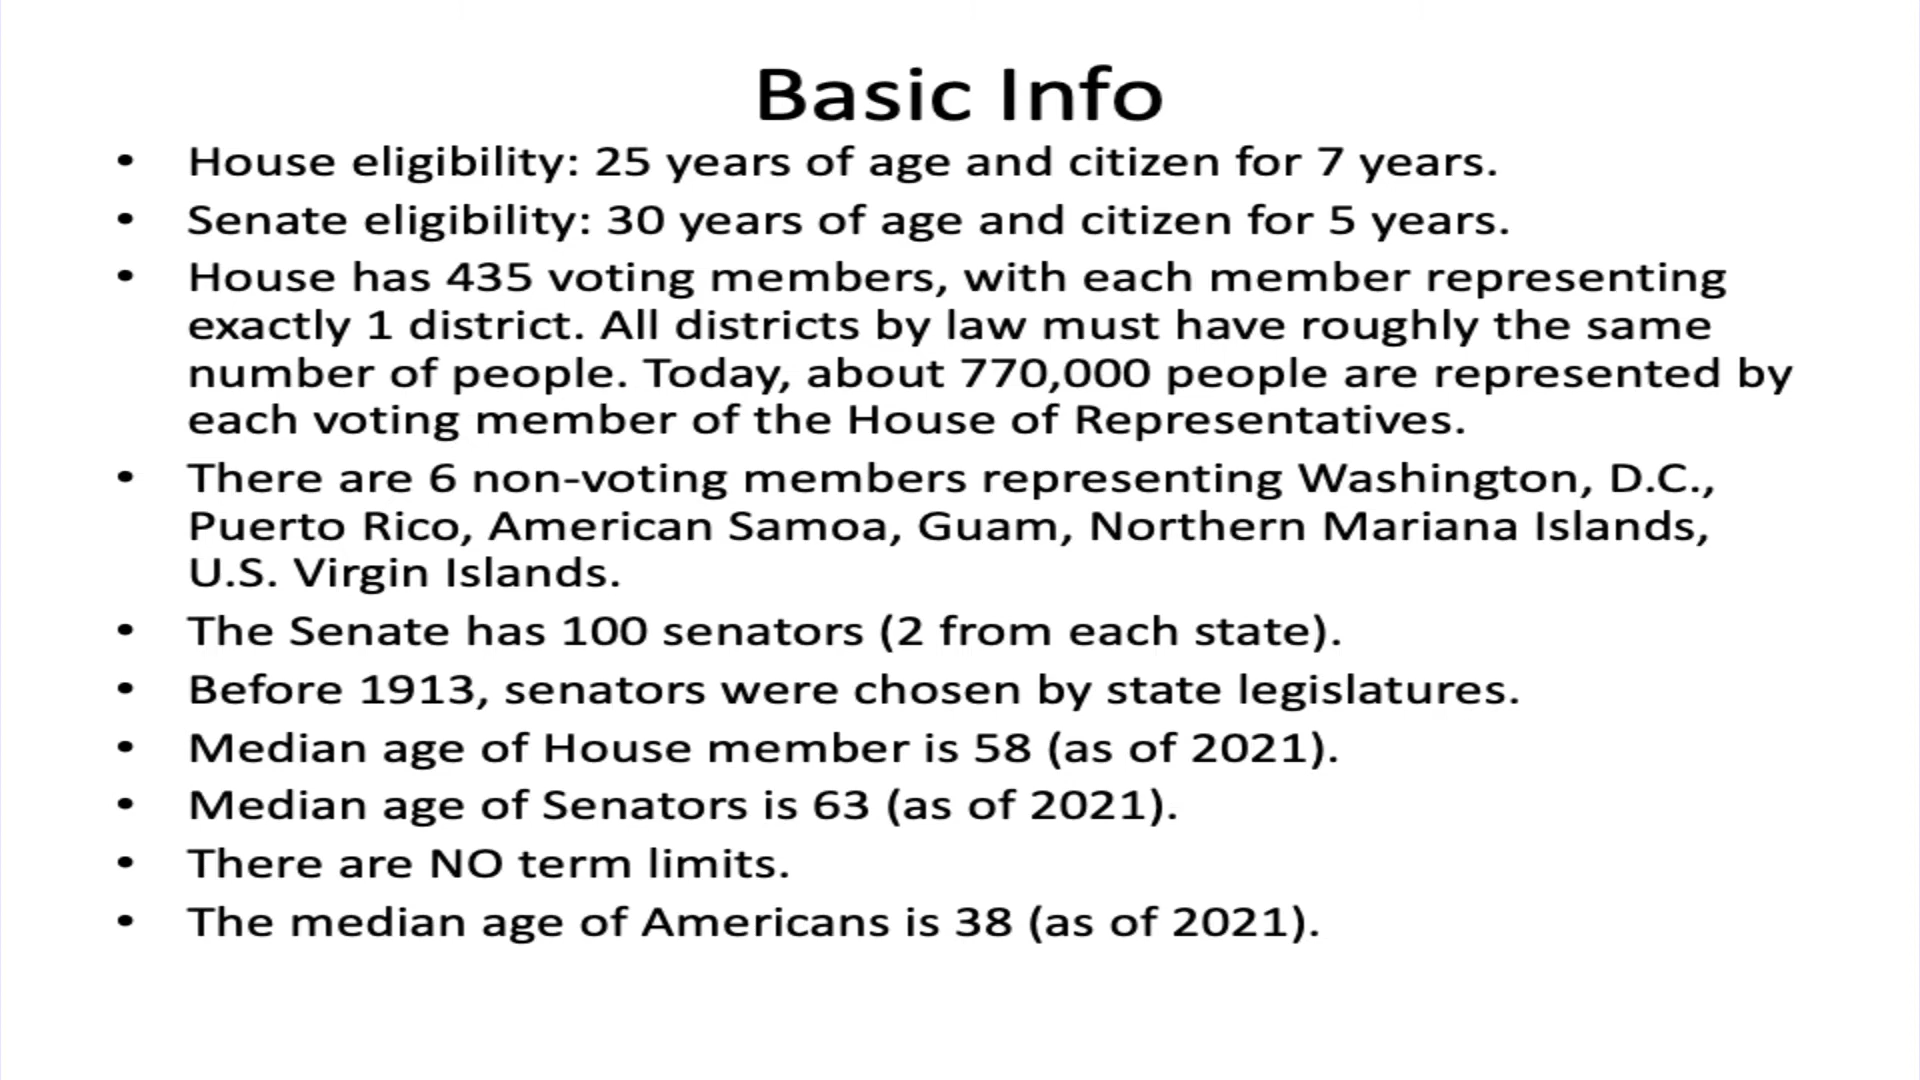 Basic Info
• House eligibility: 25 years of age and citizen for 7 years.
• Senate eligibility: 30 years of age and citizen for 5 years.
• House has 435 voting members, with each member representing
exactly 1 district. All districts by law must have roughly the same
number of people. Today, about 770,000 people are represented by
each voting member of the House of Representatives.
• There are 6 non-voting members representing Washington, D.C.,
Puerto Rico, American Samoa, Guam, Northern Mariana Islands,
U.S. Virgin Islands.
• The Senate has 100 senators (2 from each state).
• Before 1913, senators were chosen by state legislatures.
• Median age of House member is 58 (as of 2021).
• Median age of Senators is 63 (as of 2021).
• There are NO term limits.
• The median age of Americans is 38 (as of 2021).